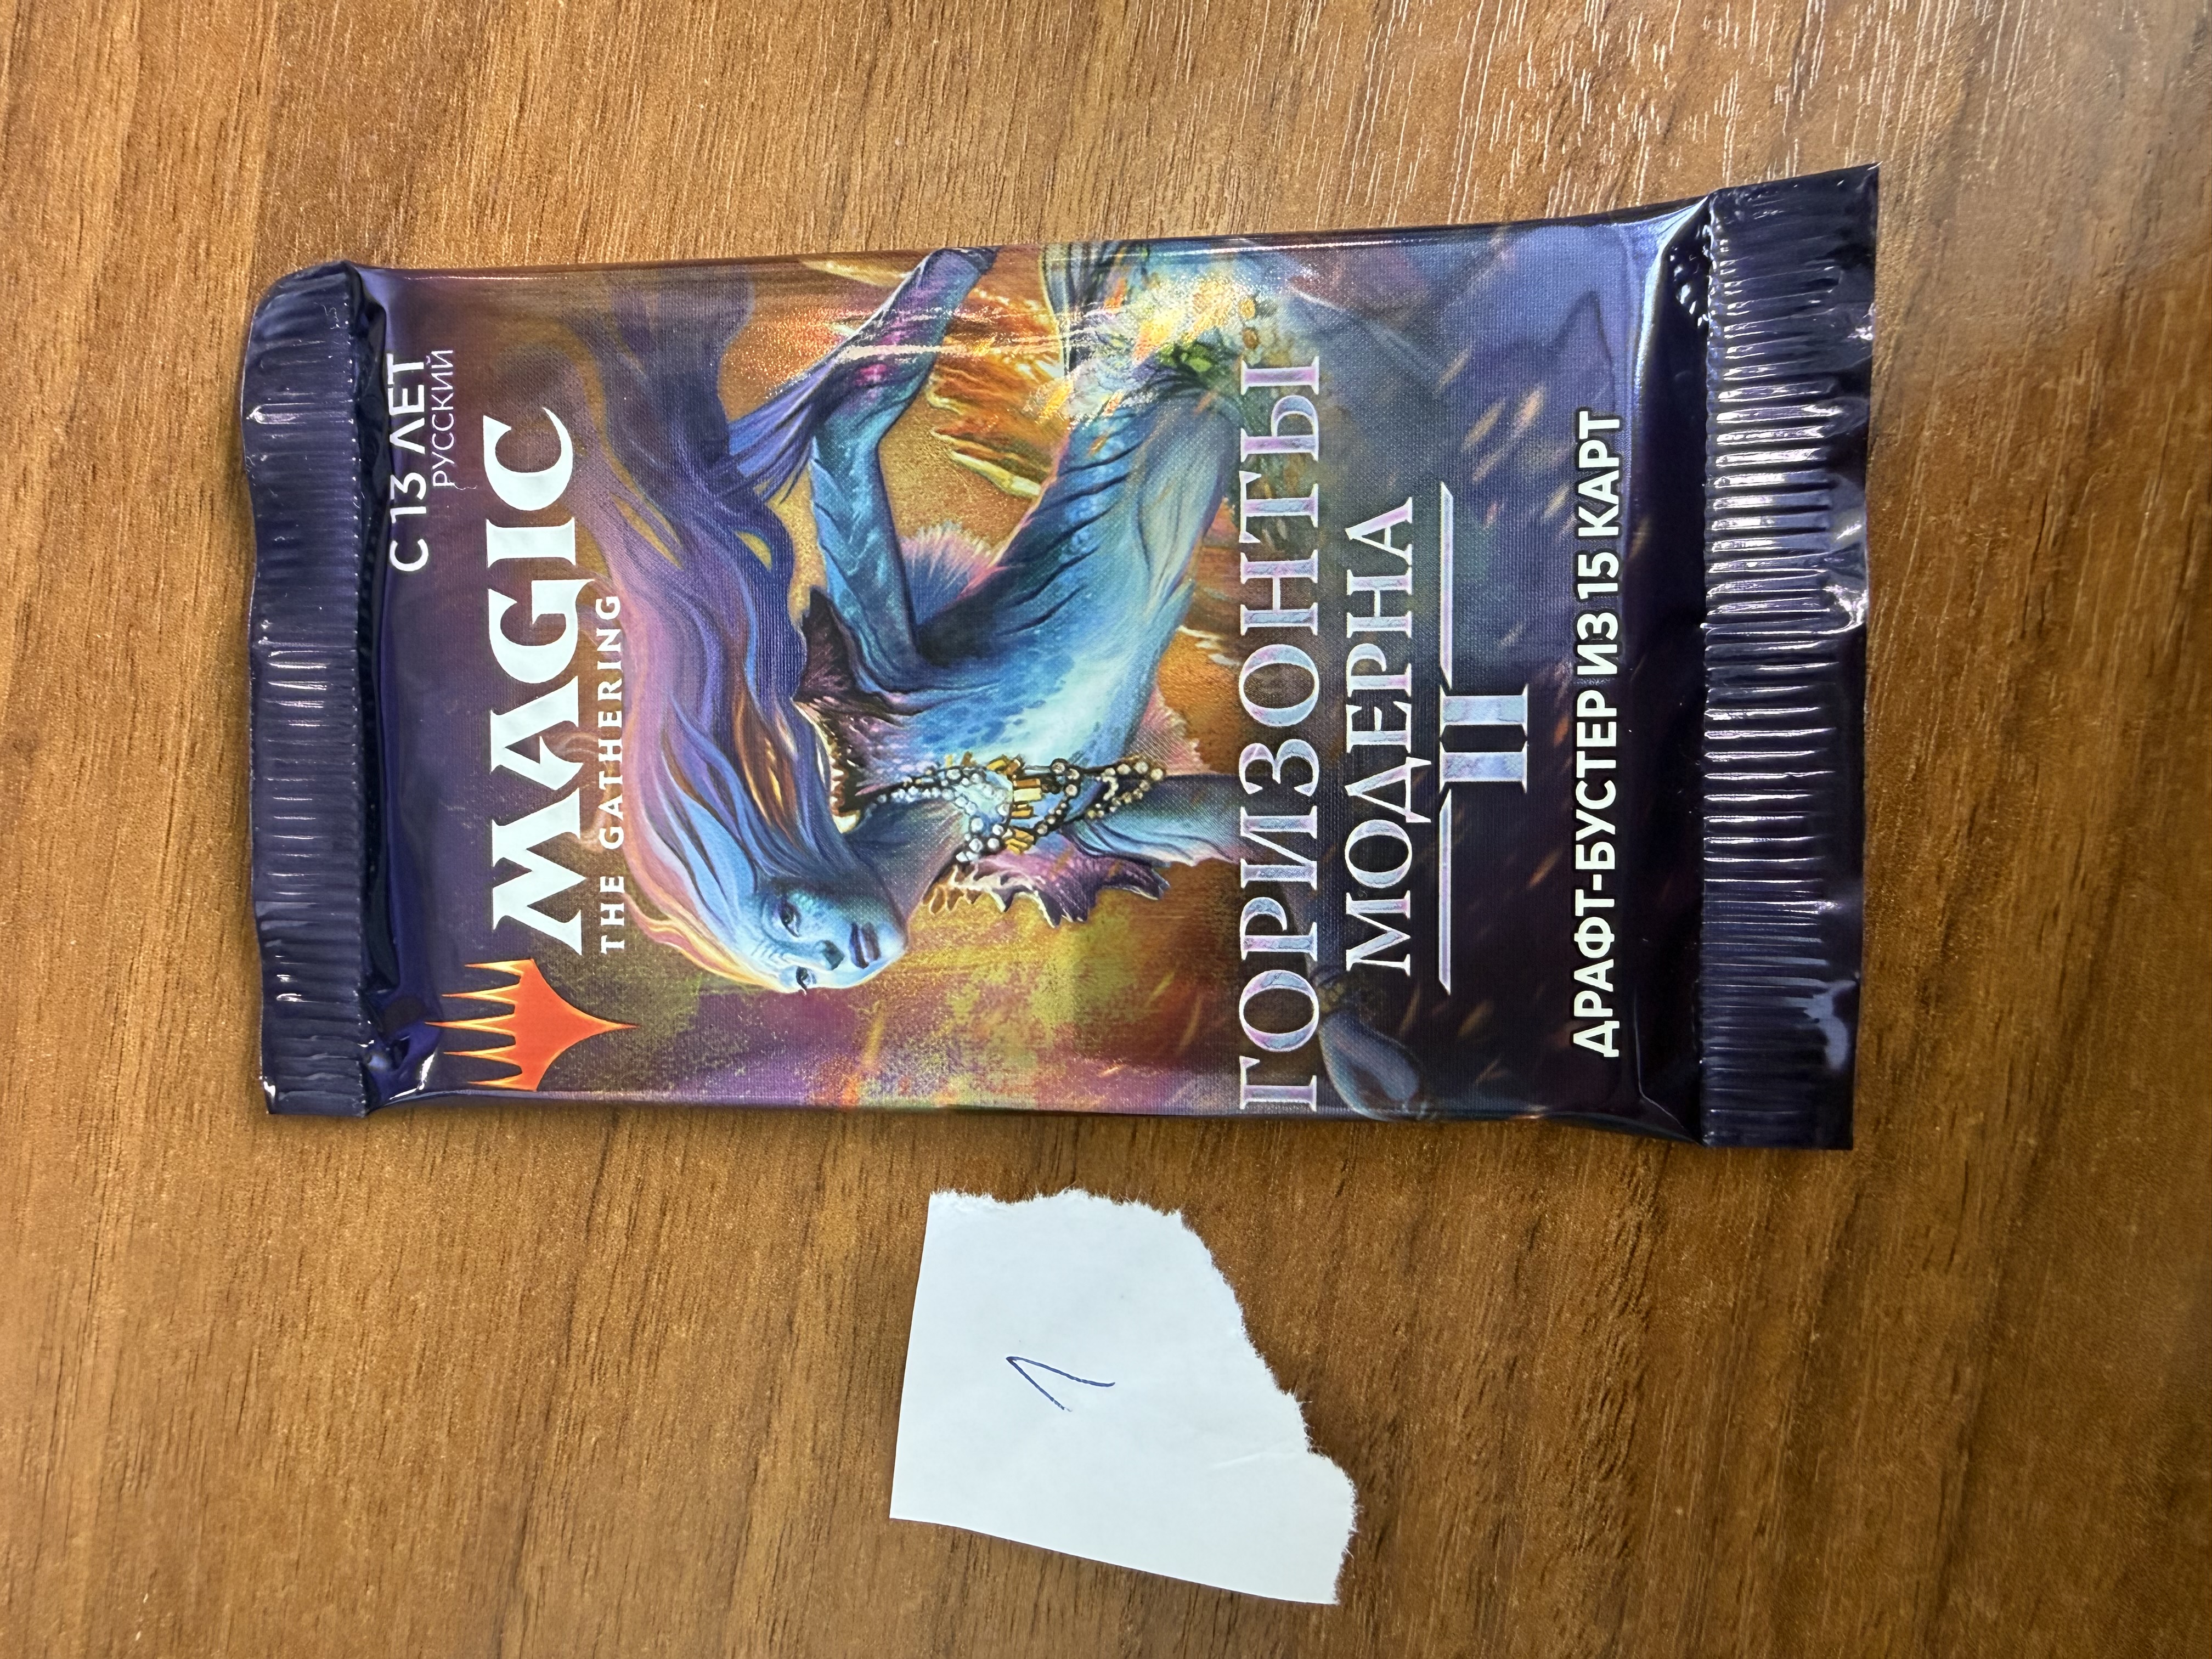 С 13 ЛЕТ
РУССКИЙ
MAGIC
THE GATHERING
ГОРИЗОНТЫ
МОДЕРНА
II
ДРАФТ-БУСТЕР ИЗ 15 КАРТ
1